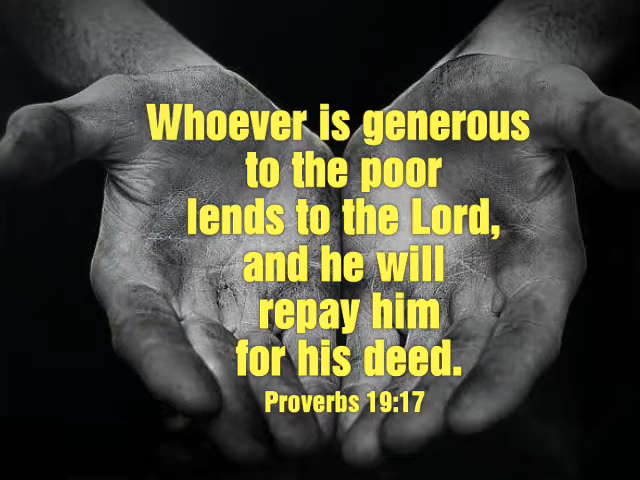 Whoever is generous
to the poor
lends to the Lord,
and he will
repay him
for his deed.
Proverbs 19:17